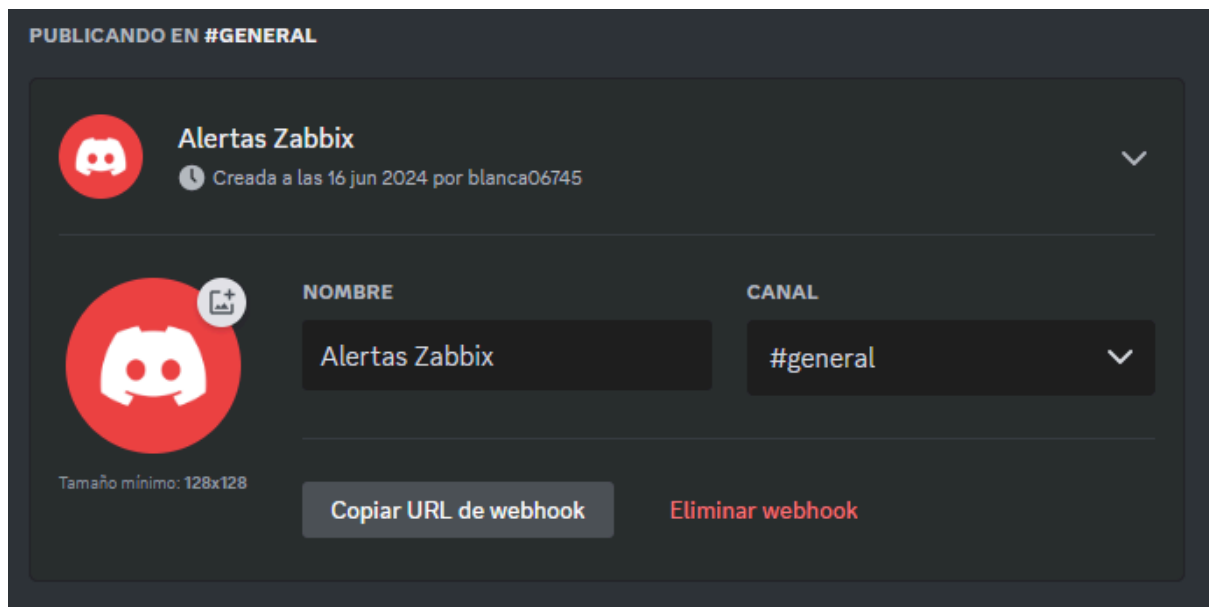 PUBLICANDO EN #GENERAL
Alertas Zabbix
Creada a las 16 jun 2024 por blanca06745
NOMBRE
CANAL
Alertas Zabbix
#general
Tamaño mínimo: 128x128
Copiar URL de webhook
Eliminar webhook